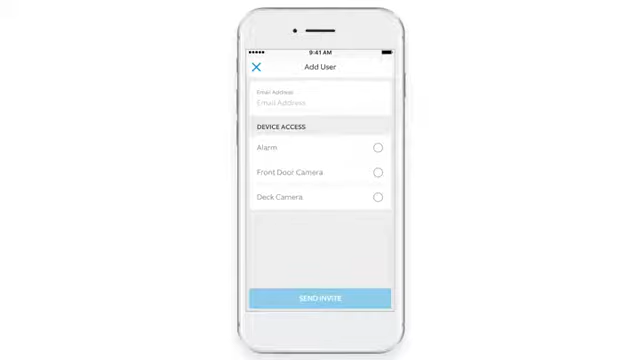 9:41 AM
Add User
Email Address
Email Address
DEVICE ACCESS
Alarm
Front Door Camera
Deck Camera
SEND INVITE